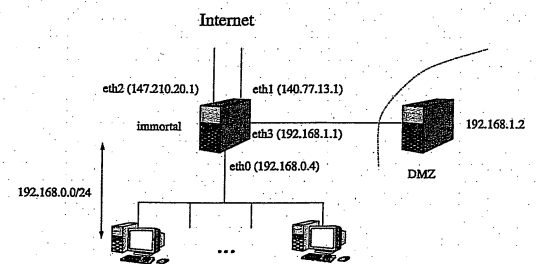 Internet
eth2 (147.210.20.1)
eth1 (140.77.13.1)
immortal
eth3 (192.168.1.1)
192.168.1.2
eth0 (192.168.0.4)
DMZ
192.168.0.0/24
...